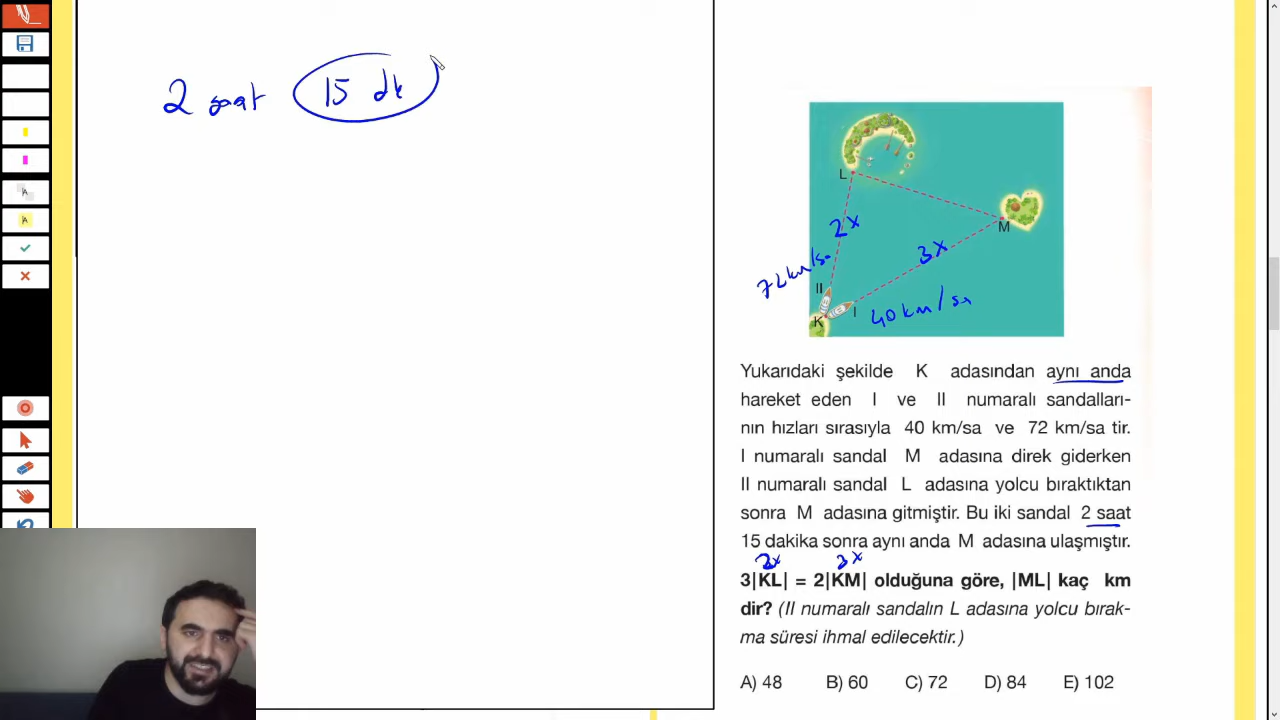 2 saat 15 dk
L
M
2x
3x
72 km/sa
II
I
K
40 km/sa
Yukarıdaki şekilde K adasından aynı anda
hareket eden I ve II numaralı sandalları-
nın hızları sırasıyla 40 km/sa ve 72 km/sa tir.
I numaralı sandal M adasına direk giderken
II numaralı sandal L adasına yolcu bıraktıktan
sonra M adasına gitmiştir. Bu iki sandal 2 saat
15 dakika sonra aynı anda M adasına ulaşmıştır.
2x 3x
3|KL| = 2|KM| olduğuna göre, |ML| kaç km
dir? (II numaralı sandalın L adasına yolcu bırak-
ma süresi ihmal edilecektir.)
A) 48 B) 60 C) 72 D) 84 E) 102